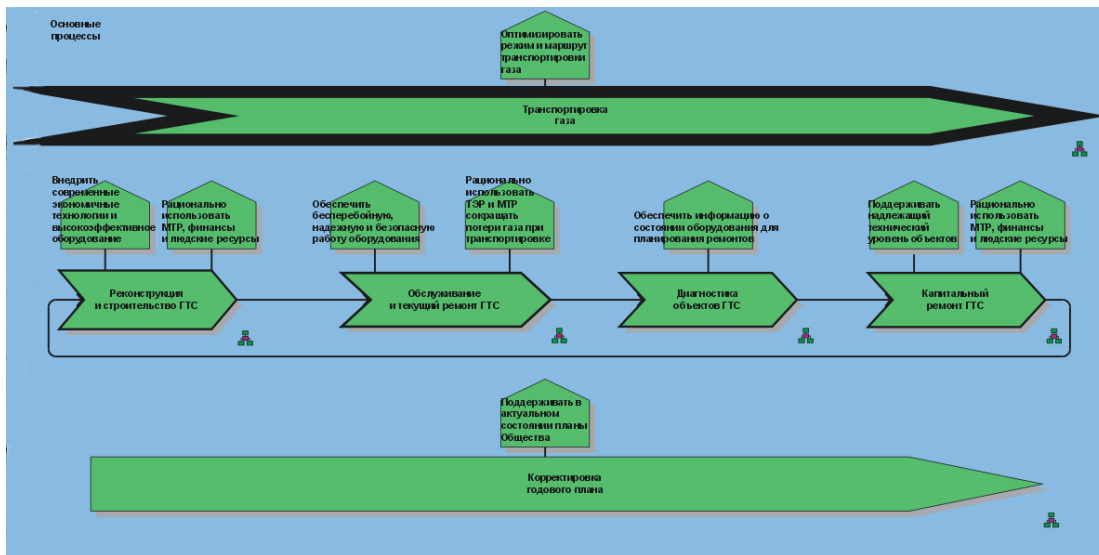 Основные
процессы
Оптимизировать
режим и маршрут
транспортировки
газа
Транспортировка
газа
Внедрить
современные
экономичные
технологии и
высокоэффективное
оборудование
Рационально
использовать
МТР, финансы
и людские ресурсы
Обеспечить
бесперебойную,
надежную и безопасную
работу оборудования
Рационально
использовать
ТЭР и МТР
сокращать
потери газа при
транспортировке
Обеспечить информацию о
состоянии оборудования для
планирования ремонтов
Поддерживать
надлежащий
технический
уровень объектов
Рационально
использовать
МТР, финансы
и людские ресурсы
Реконструкция
и строительство ГТС
Обслуживание
и текущий ремонт ГТС
Диагностика
объектов ГТС
Капитальный
ремонт ГТС
Поддерживать в
актуальном
состоянии планы
Общества
Корректировка
годового плана